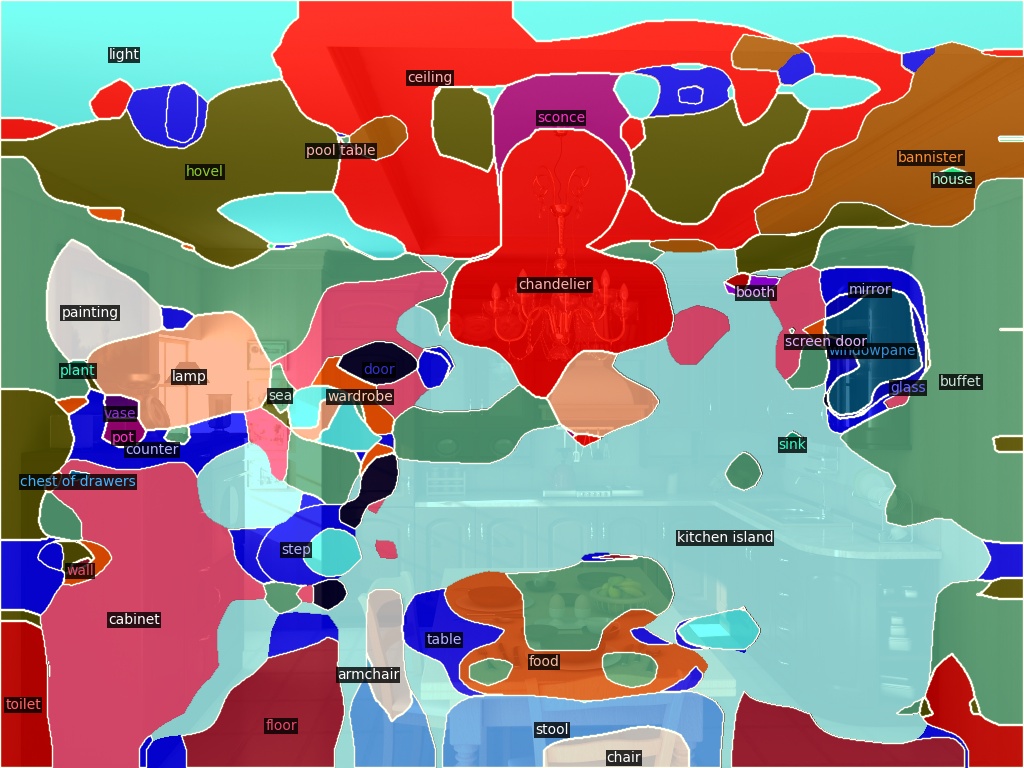 light
ceiling
sconce
pool table
hovel
bannister
house
chandelier
booth
mirror
painting
screen door
windowpane
plant
lamp
door
buffet
glass
sea
wardrobe
vase
pot
counter
sink
chest of drawers
kitchen island
step
wall
cabinet
table
food
armchair
toilet
floor
stool
chair